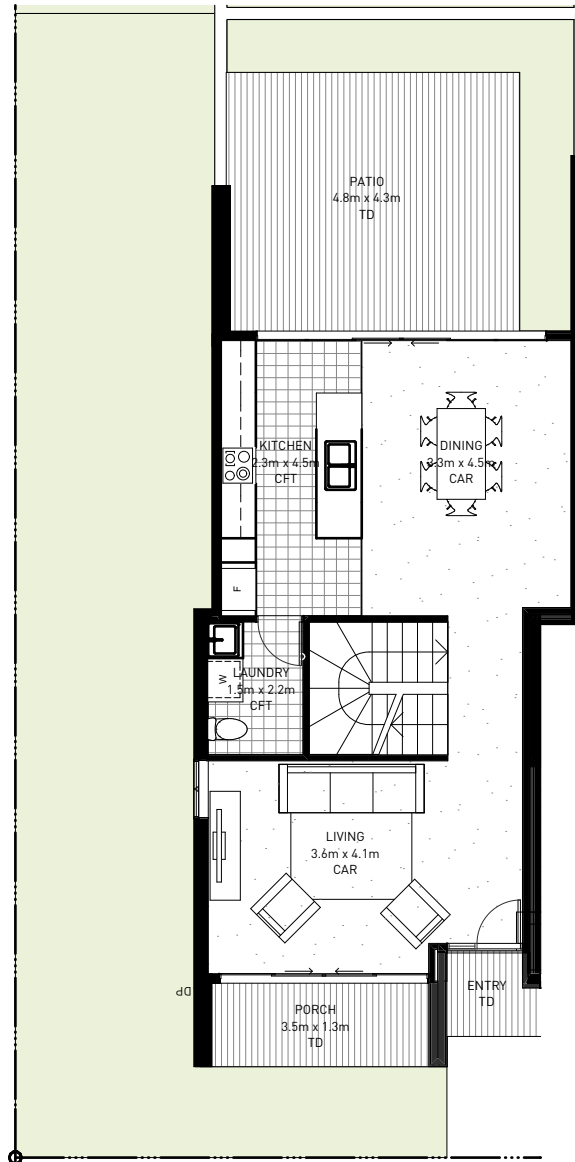 PATIO
4.8m x 4.3m
TD
KITCHEN
2.3m x 4.5m
CFT
DINING
3.3m x 4.5m
CAR
F
LAUNDRY
1.5m x 2.2m
CFT
W
LIVING
3.6m x 4.1m
CAR
DP
PORCH
3.5m x 1.3m
TD
ENTRY
TD